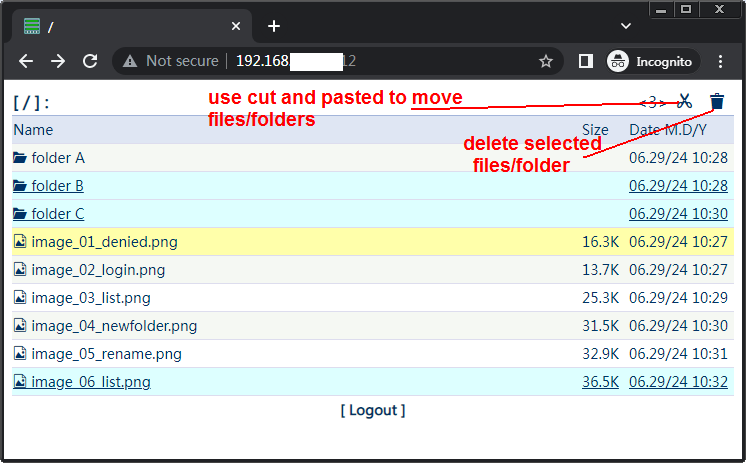 /
Not secure 192.168 12 Incognito
[ / ] : <3>
use cut and pasted to move
files/folders
delete selected
files/folder
Name Size Date M.D/Y
folder A 06.29/24 10:28
folder B 06.29/24 10:28
folder C 06.29/24 10:30
image_01_denied.png 16.3K 06.29/24 10:27
image_02_login.png 13.7K 06.29/24 10:27
image_03_list.png 25.3K 06.29/24 10:29
image_04_newfolder.png 31.5K 06.29/24 10:30
image_05_rename.png 32.9K 06.29/24 10:31
image_06_list.png 36.5K 06.29/24 10:32
[ Logout ]